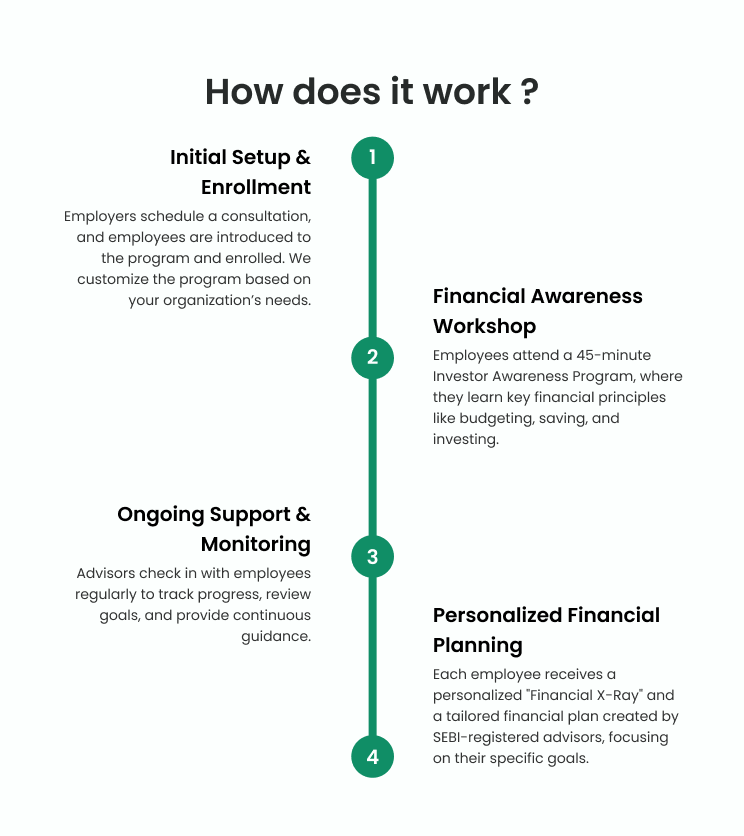 How does it work ?
1
Initial Setup &
Enrollment
Employers schedule a consultation,
and employees are introduced to
the program and enrolled. We
customize the program based on
your organization's needs.
2
Financial Awareness
Workshop
Employees attend a 45-minute
Investor Awareness Program, where
they learn key financial principles
like budgeting, saving, and
investing.
3
Ongoing Support &
Monitoring
Advisors check in with employees
regularly to track progress, review
goals, and provide continuous
guidance.
4
Personalized Financial
Planning
Each employee receives a
personalized "Financial X-Ray" and
a tailored financial plan created by
SEBI-registered advisors, focusing
on their specific goals.